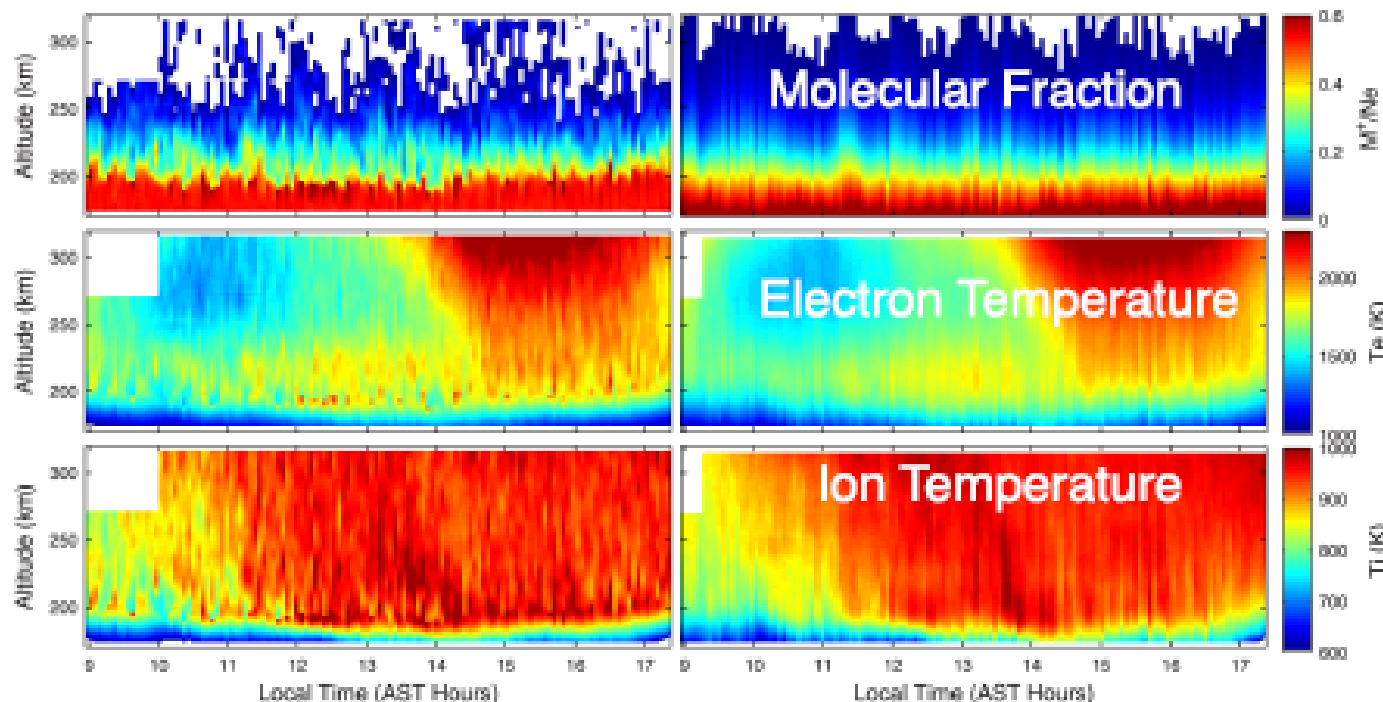 Altitude (km)
300
250
200
Molecular Fraction
0.6
0.4
0.2
0
M+/Ne
Altitude (km)
300
250
200
Electron Temperature
2000
1500
1000
Te (K)
Altitude (km)
300
250
200
Ion Temperature
1000
900
800
700
600
Ti (K)
9 10 11 12 13 14 15 16 17
9 10 11 12 13 14 15 16 17
Local Time (AST Hours)
Local Time (AST Hours)